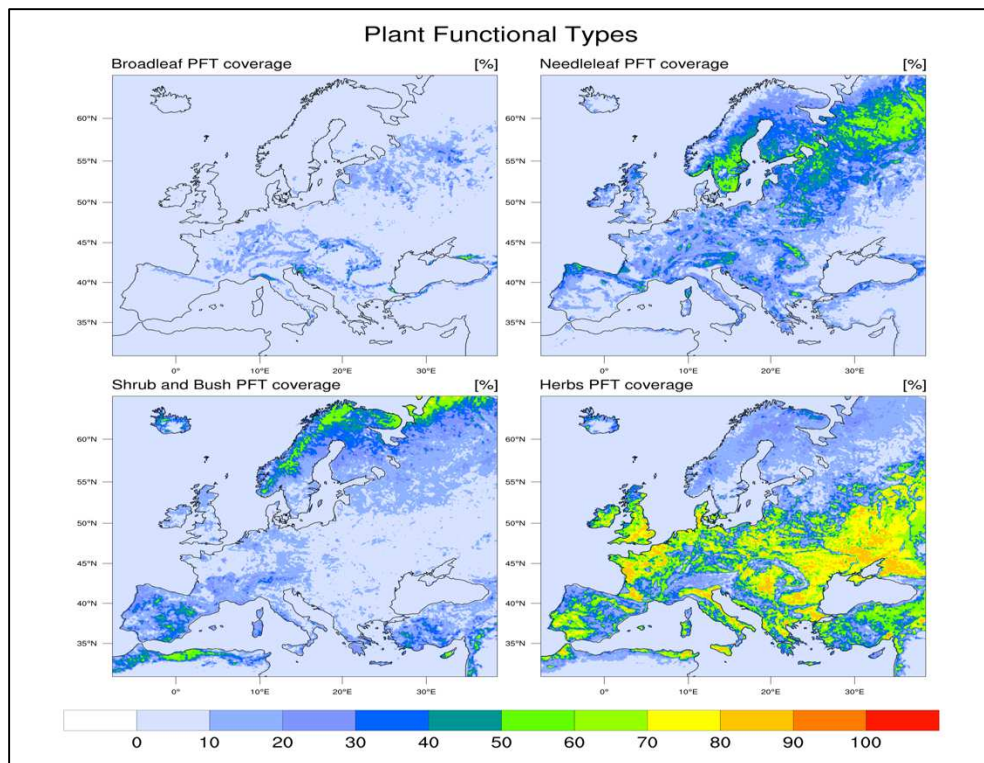 Plant Functional Types
Broadleaf PFT coverage [%]
Needleleaf PFT coverage [%]
60°N
55°N
50°N
45°N
40°N
35°N
0° 10°E 20°E 30°E
60°N
55°N
50°N
45°N
40°N
35°N
0° 10°E 20°E 30°E
Shrub and Bush PFT coverage [%]
Herbs PFT coverage [%]
60°N
55°N
50°N
45°N
40°N
35°N
0° 10°E 20°E 30°E
60°N
55°N
50°N
45°N
40°N
35°N
0° 10°E 20°E 30°E
0 10 20 30 40 50 60 70 80 90 100